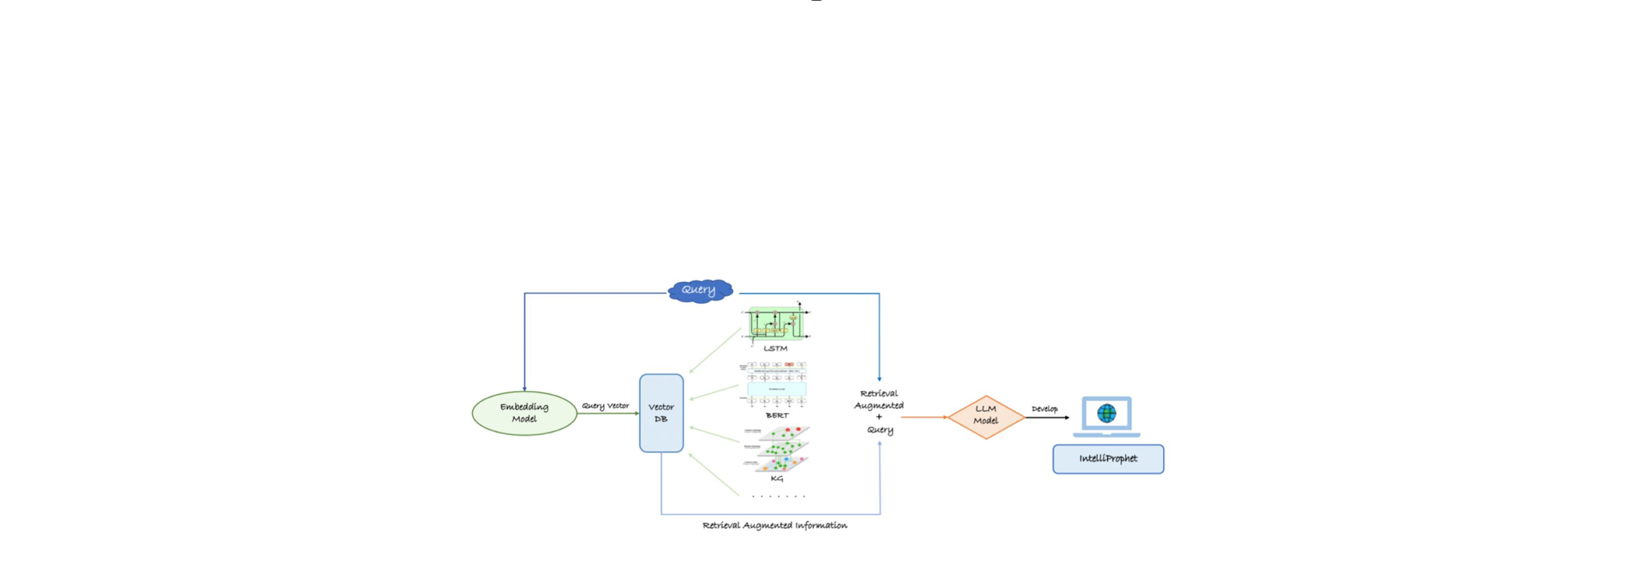 Query
LSTM
BERT
KG
. . . . . . .
Embedding
Model
Query Vector
Vector
DB
Retrieval
Augmented
+
Query
LLM
Model
Develop
IntelliProphet
Retrieval Augmented Information